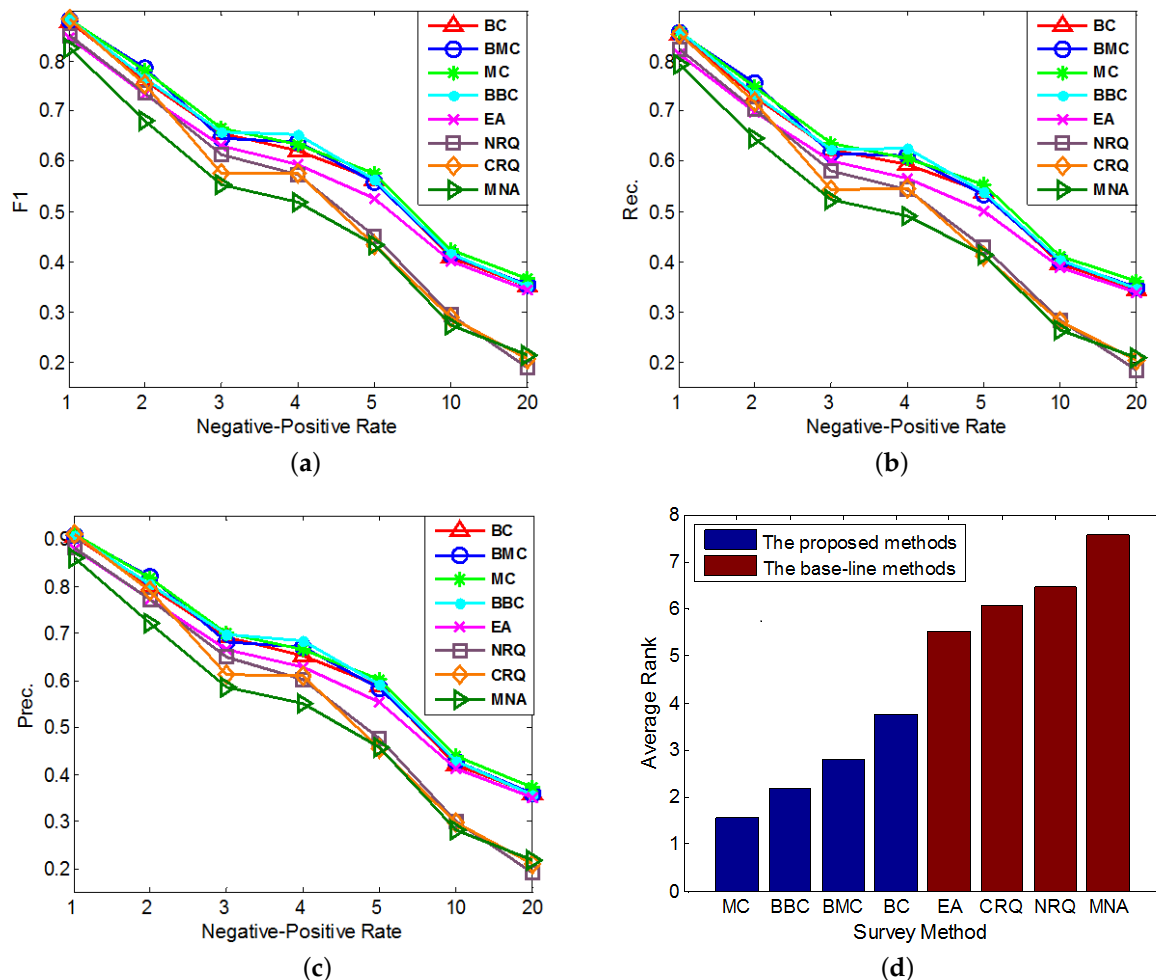 0.8
0.7
0.6
0.5
0.4
0.3
0.2
F1
1
2
3
4
5
10
20
Negative-Positive Rate
BC
BMC
MC
BBC
EA
NRQ
CRQ
MNA
(a)
0.8
0.7
0.6
0.5
0.4
0.3
0.2
Rec.
1
2
3
4
5
10
20
Negative-Positive Rate
BC
BMC
MC
BBC
EA
NRQ
CRQ
MNA
(b)
0.9
0.8
0.7
0.6
0.5
0.4
0.3
0.2
Prec.
1
2
3
4
5
10
20
Negative-Positive Rate
BC
BMC
MC
BBC
EA
NRQ
CRQ
MNA
(c)
8
7
6
5
4
3
2
1
0
Average Rank
The proposed methods
The base-line methods
MC
BBC
BMC
BC
EA
CRQ
NRQ
MNA
Survey Method
(d)